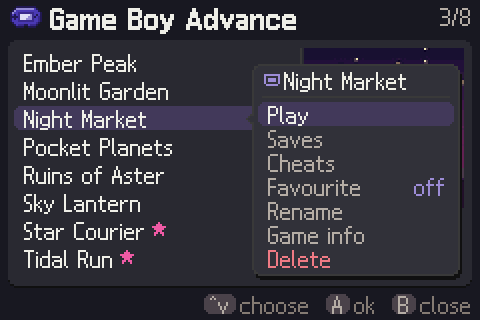 Game Boy Advance
3/8
Ember Peak
Moonlit Garden
Night Market
Pocket Planets
Ruins of Aster
Sky Lantern
Star Courier ★
Tidal Run ★
Night Market
Play
Saves
Cheats
Favourite off
Rename
Game info
Delete
^v choose A ok B close